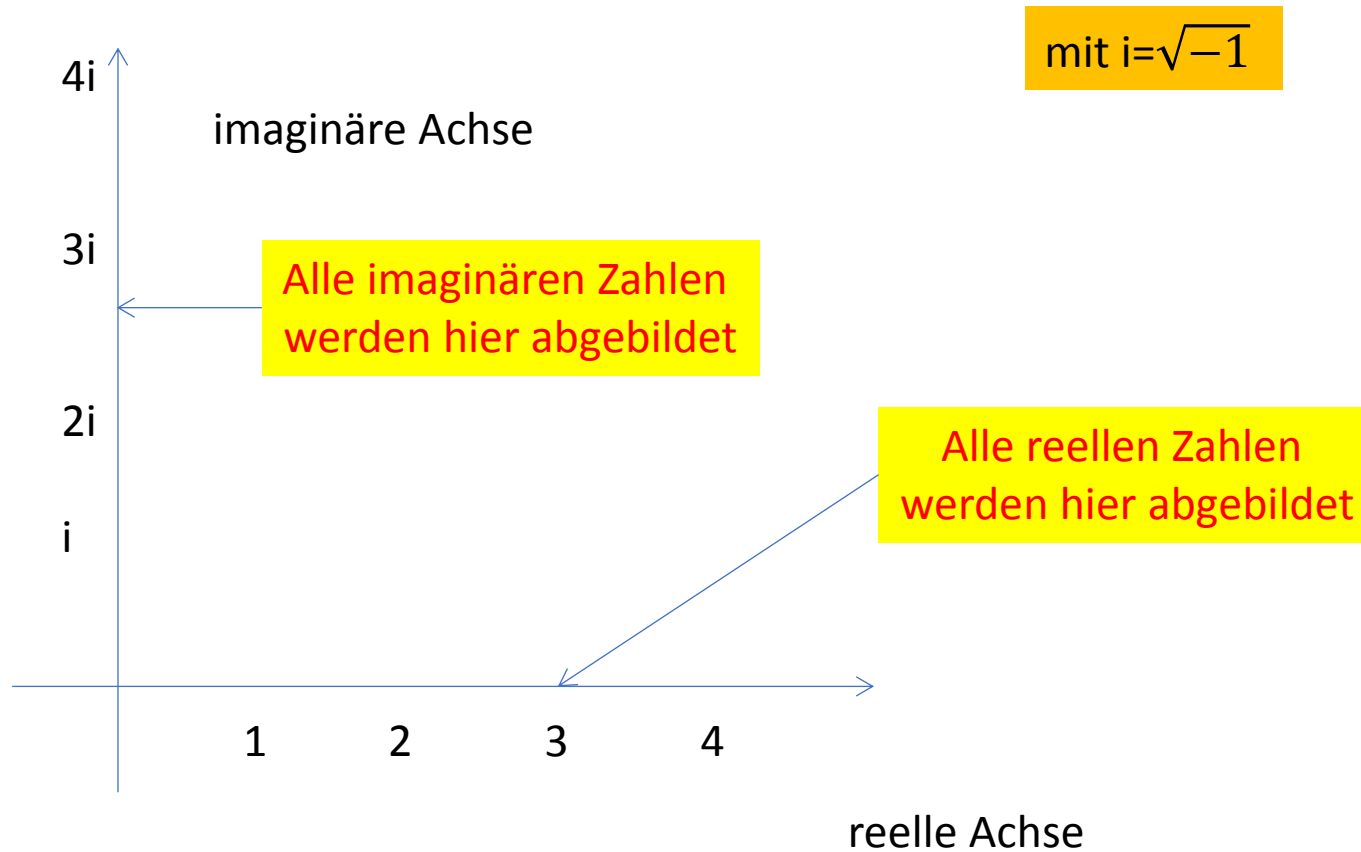 mit i=√−1
4i
imaginäre Achse
3i
Alle imaginären Zahlen
werden hier abgebildet
2i
Alle reellen Zahlen
werden hier abgebildet
i
1 2 3 4
reelle Achse